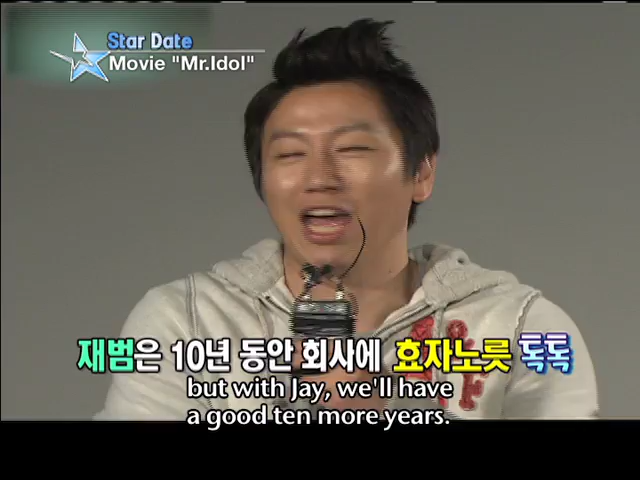 Star Date
Movie "Mr.Idol"
재범은 10년 동안 회사에 효자노릇 톡톡
but with Jay, we'll have
a good ten more years.